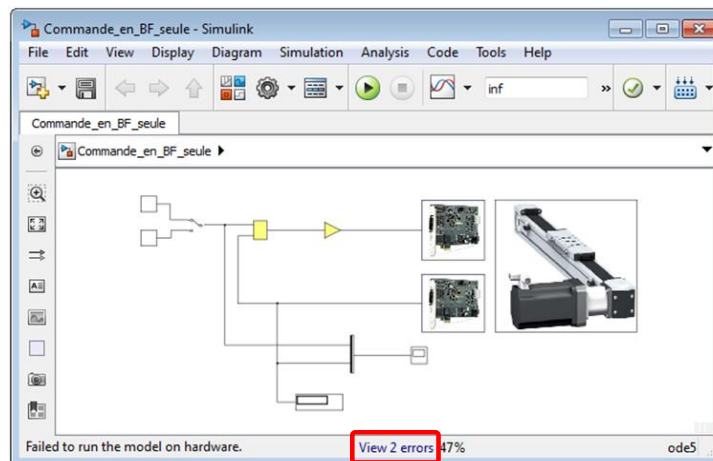 Commande_en_BF_seule - Simulink
File Edit View Display Diagram Simulation Analysis Code Tools Help
inf »
Commande_en_BF_seule
Commande_en_BF_seule
Failed to run the model on hardware. View 2 errors 47% ode5